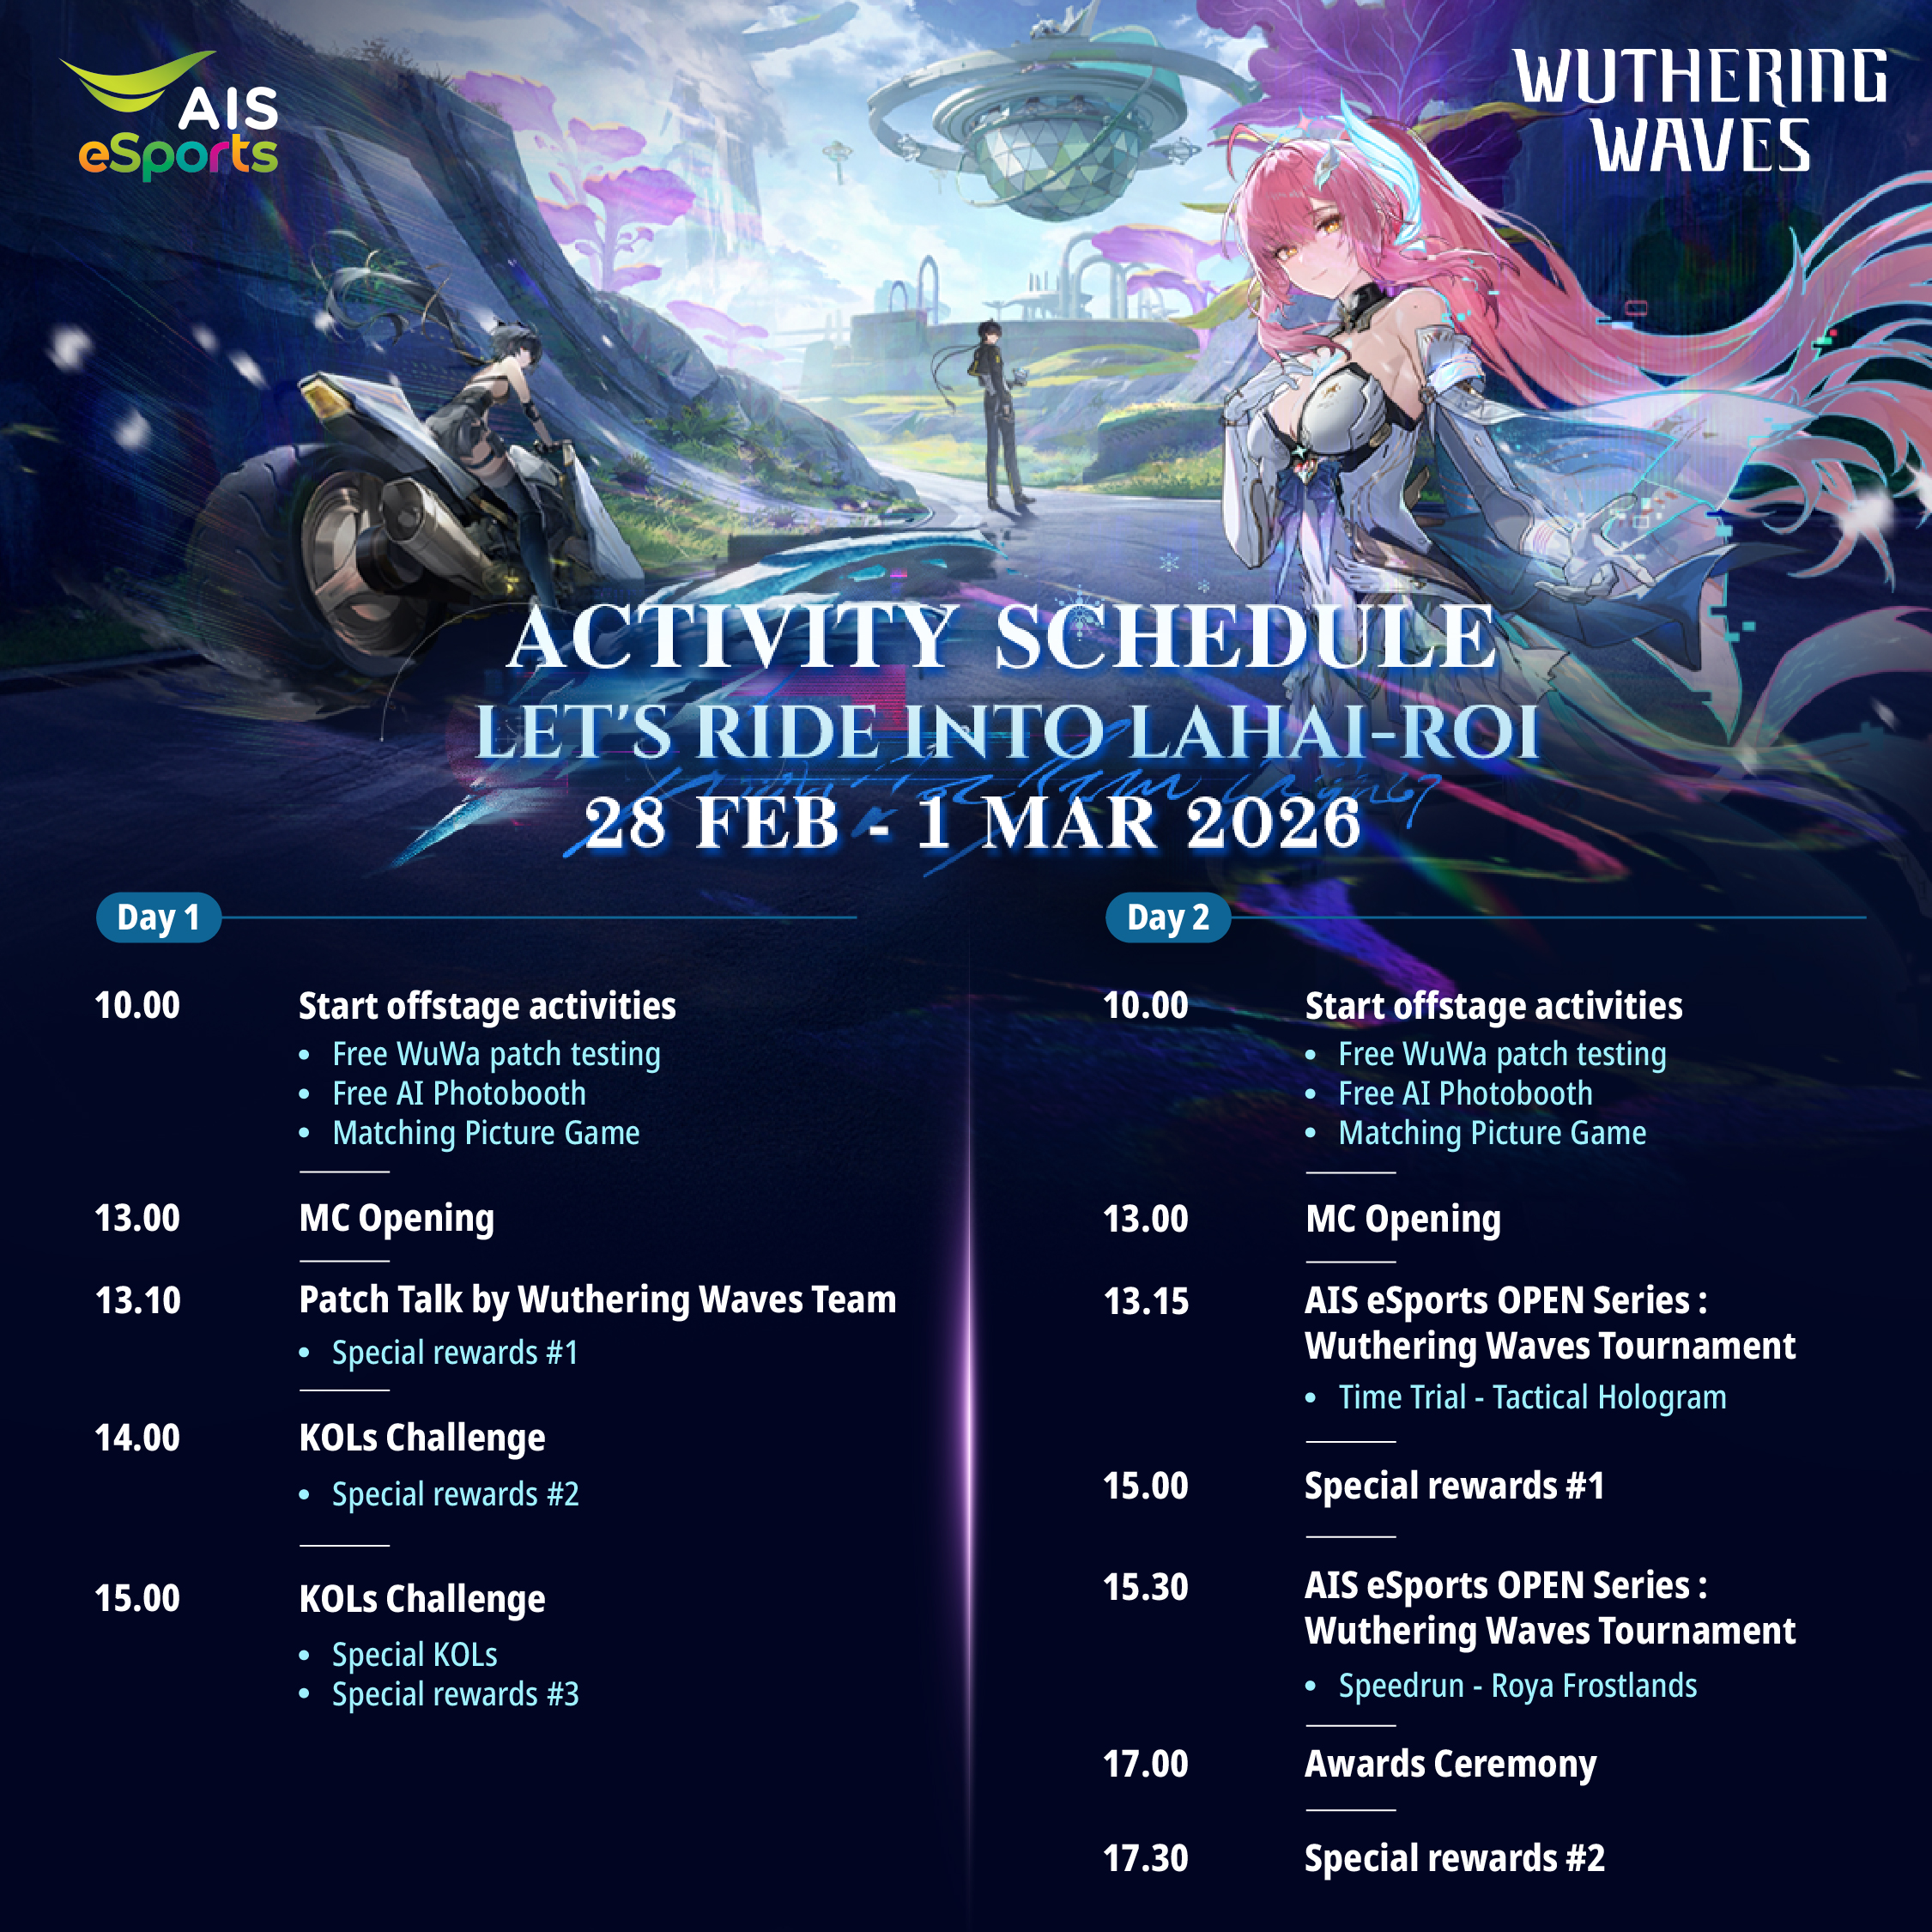 AIS
eSports
WUTHERING
WAVES
ACTIVITY SCHEDULE
LET'S RIDE INTO LAHAI-ROI
28 FEB - 1 MAR 2026
Day 1
10.00 Start offstage activities
• Free WuWa patch testing
• Free AI Photobooth
• Matching Picture Game
13.00 MC Opening
13.10 Patch Talk by Wuthering Waves Team
• Special rewards #1
14.00 KOLs Challenge
• Special rewards #2
15.00 KOLs Challenge
• Special KOLs
• Special rewards #3
Day 2
10.00 Start offstage activities
• Free WuWa patch testing
• Free AI Photobooth
• Matching Picture Game
13.00 MC Opening
13.15 AIS eSports OPEN Series :
Wuthering Waves Tournament
• Time Trial - Tactical Hologram
15.00 Special rewards #1
15.30 AIS eSports OPEN Series :
Wuthering Waves Tournament
• Speedrun - Roya Frostlands
17.00 Awards Ceremony
17.30 Special rewards #2